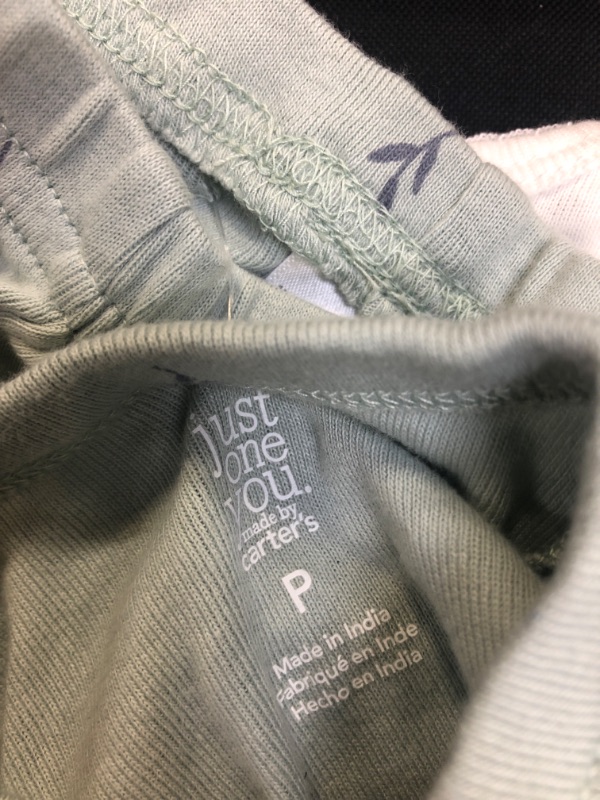 just
one
you.
made by
carter's
P
Made in India
Fabriqué en Inde
Hecho en India